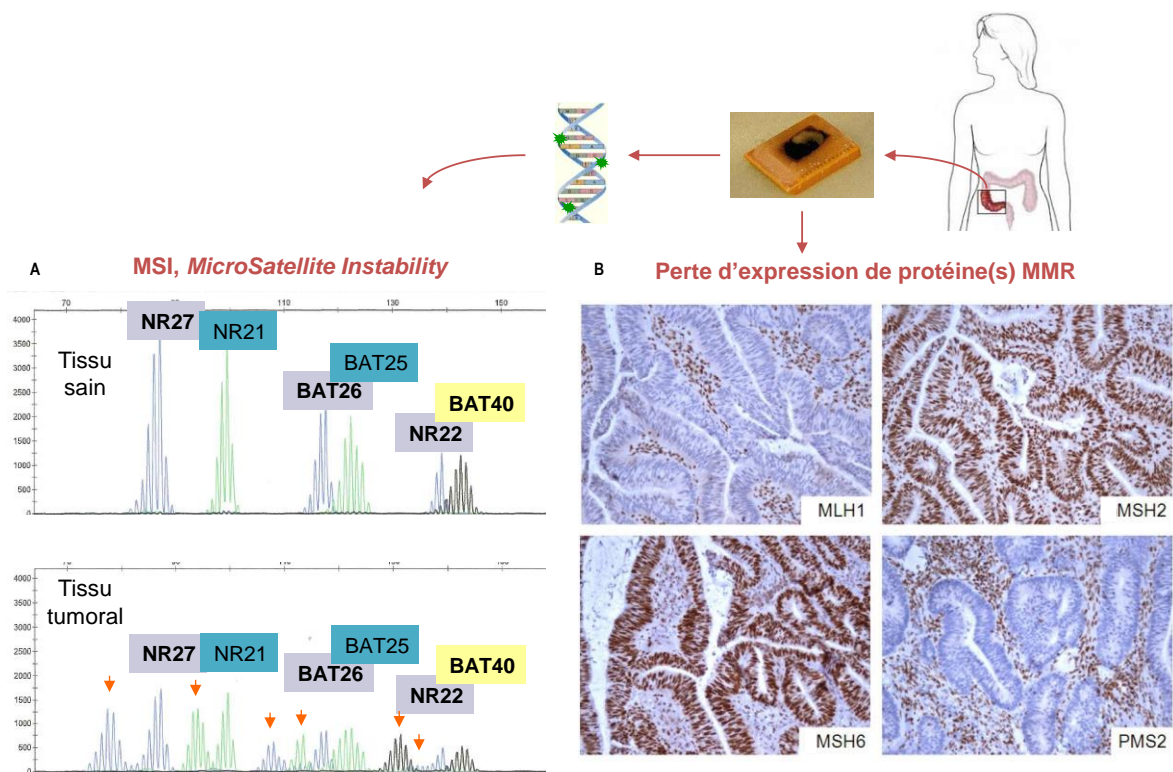 A
MSI, MicroSatellite Instability
70
110
130
150
4000
3500
3000
2500
2000
1500
1000
500
0
Tissu
sain
NR27
NR21
BAT26
BAT25
NR22
BAT40
4000
3500
3000
2500
2000
1500
1000
500
0
Tissu
tumoral
NR27
NR21
BAT26
BAT25
NR22
BAT40
B
Perte d'expression de protéine(s) MMR
MLH1
MSH2
MSH6
PMS2